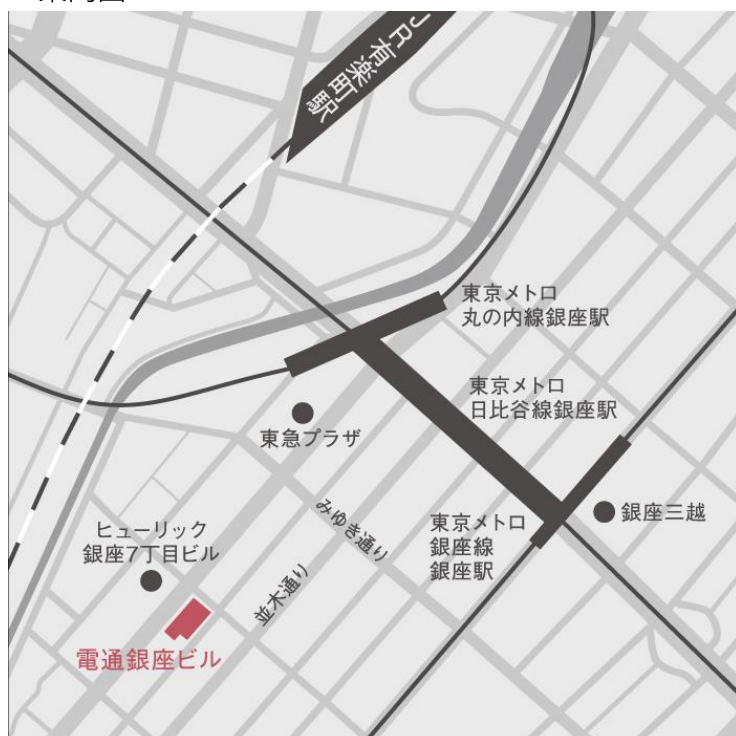 JR有楽町駅
東京メトロ
丸の内線銀座駅
東京メトロ
日比谷線銀座駅
東急プラザ
みゆき通り
東京メトロ
銀座線
銀座駅
銀座三越
ヒューリック
銀座7丁目ビル
並木通り
電通銀座ビル